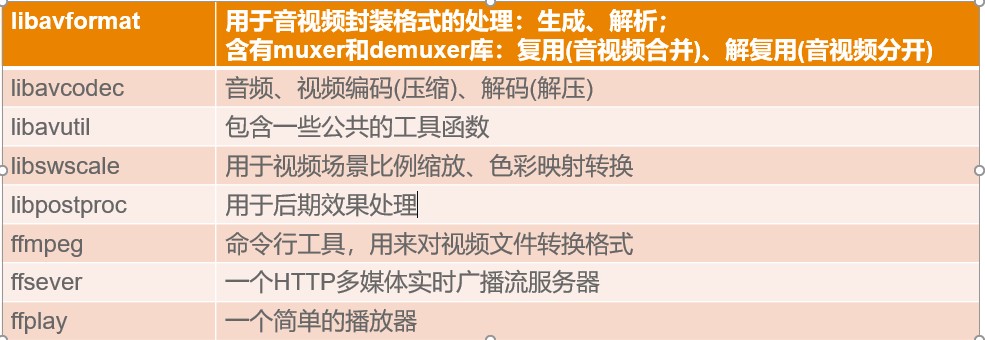 libavformat 用于音视频封装格式的处理：生成、解析；
含有muxer和demuxer库：复用(音视频合并)、解复用(音视频分开)
libavcodec 音频、视频编码(压缩)、解码(解压)
libavutil 包含一些公共的工具函数
libswscale 用于视频场景比例缩放、色彩映射转换
libpostproc 用于后期效果处理
ffmpeg 命令行工具，用来对视频文件转换格式
ffsever 一个HTTP多媒体实时广播流服务器
ffplay 一个简单的播放器